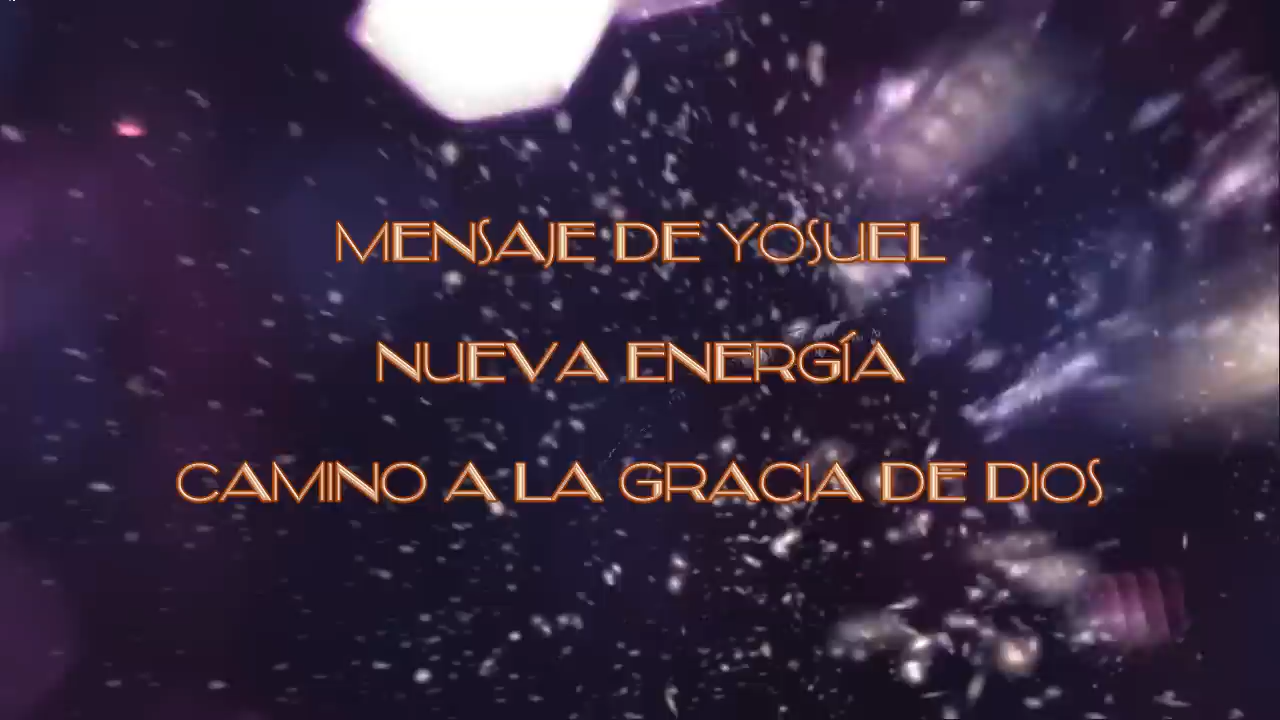 MENSAJE DE YOSUEL
NUEVA ENERGÍA
CAMINO A LA GRACIA DE DIOS